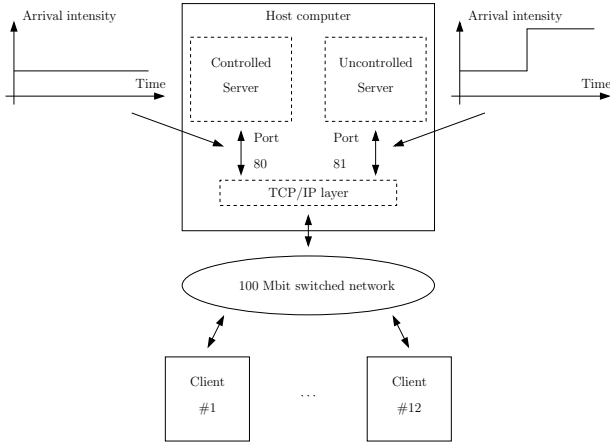 Arrival intensity
Host computer
Arrival intensity
Controlled
Server
Uncontrolled
Server
Time
Time
Port
80
Port
81
TCP/IP layer
100 Mbit switched network
Client
#1
...
Client
#12